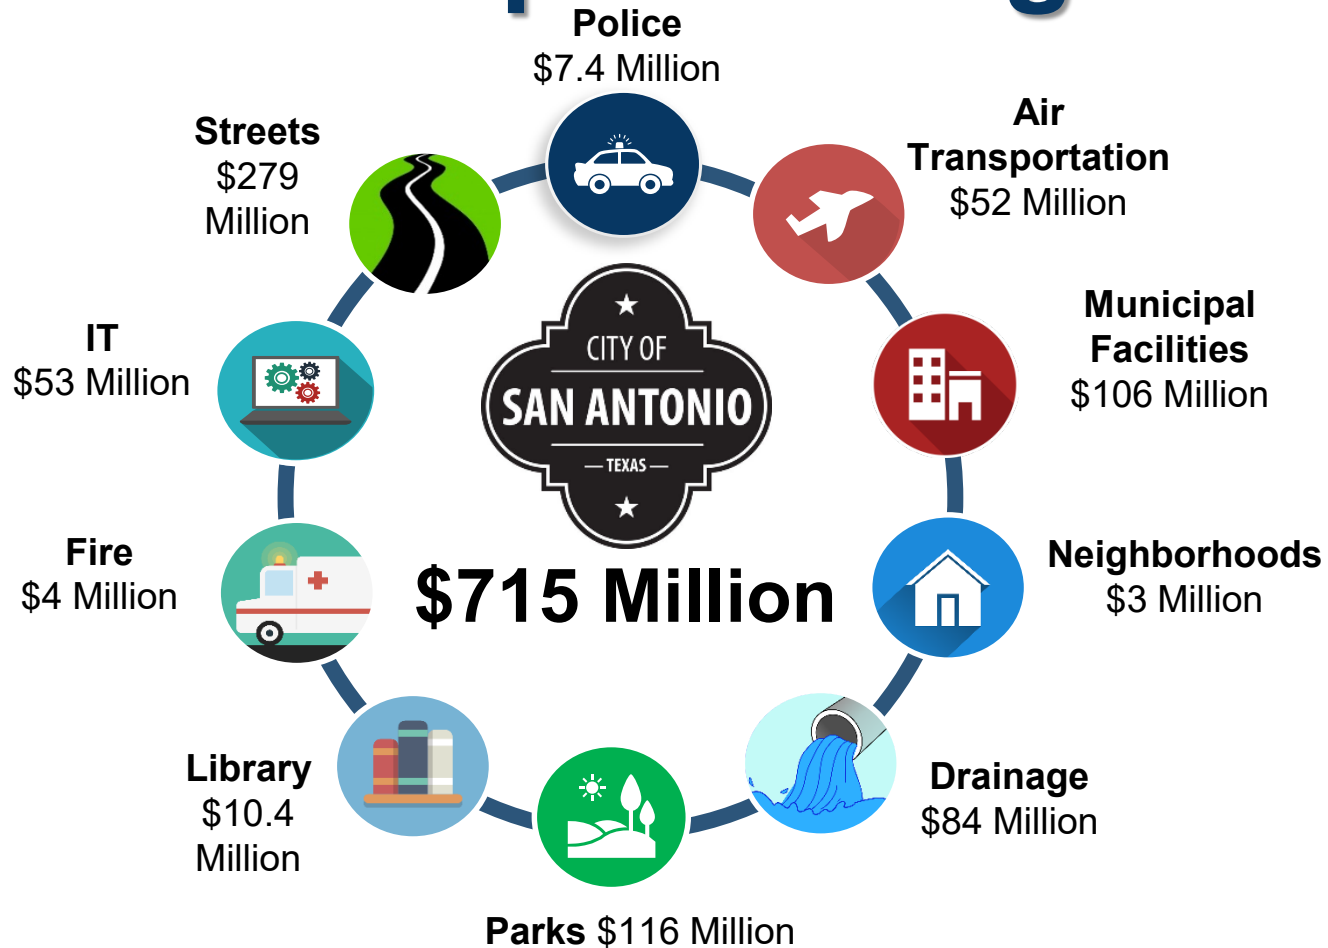 Police
$7.4 Million
Air
Transportation
$52 Million
Streets
$279
Million
Municipal
Facilities
$106 Million
IT
$53 Million
CITY OF
SAN ANTONIO
TEXAS
Fire
$4 Million
$715 Million
Neighborhoods
$3 Million
Library
$10.4
Million
Drainage
$84 Million
Parks $116 Million